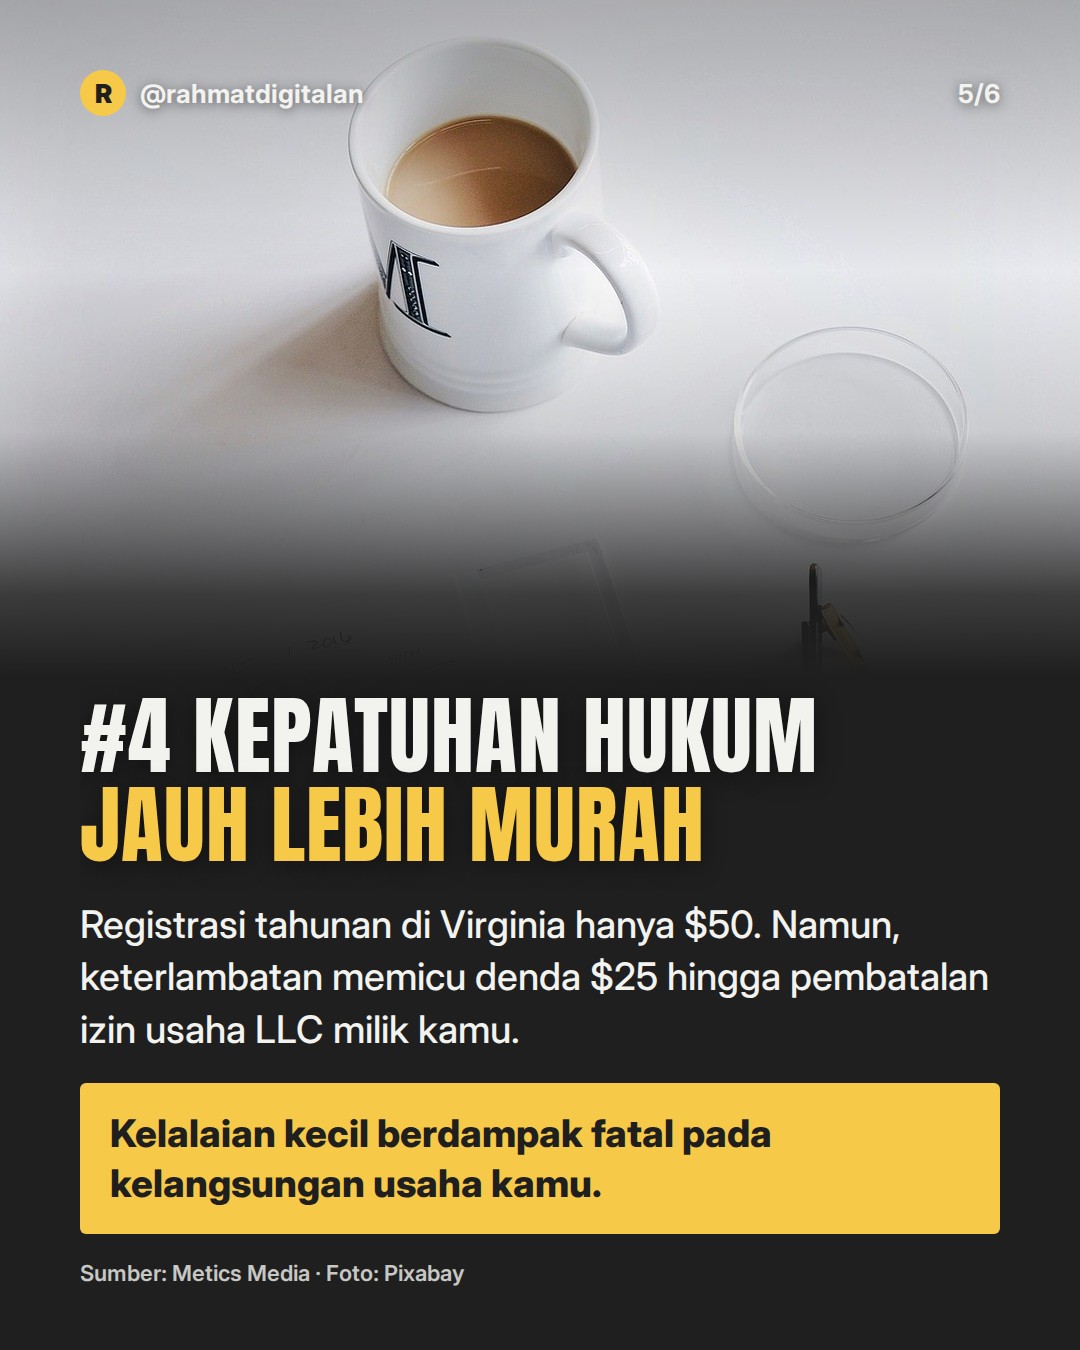 R @rahmatdigitalan
5/6
2016
#4 KEPATUHAN HUKUM
JAUH LEBIH MURAH
Registrasi tahunan di Virginia hanya $50. Namun,
keterlambatan memicu denda $25 hingga pembatalan
izin usaha LLC milik kamu.
Kelalaian kecil berdampak fatal pada
kelangsungan usaha kamu.
Sumber: Metics Media · Foto: Pixabay